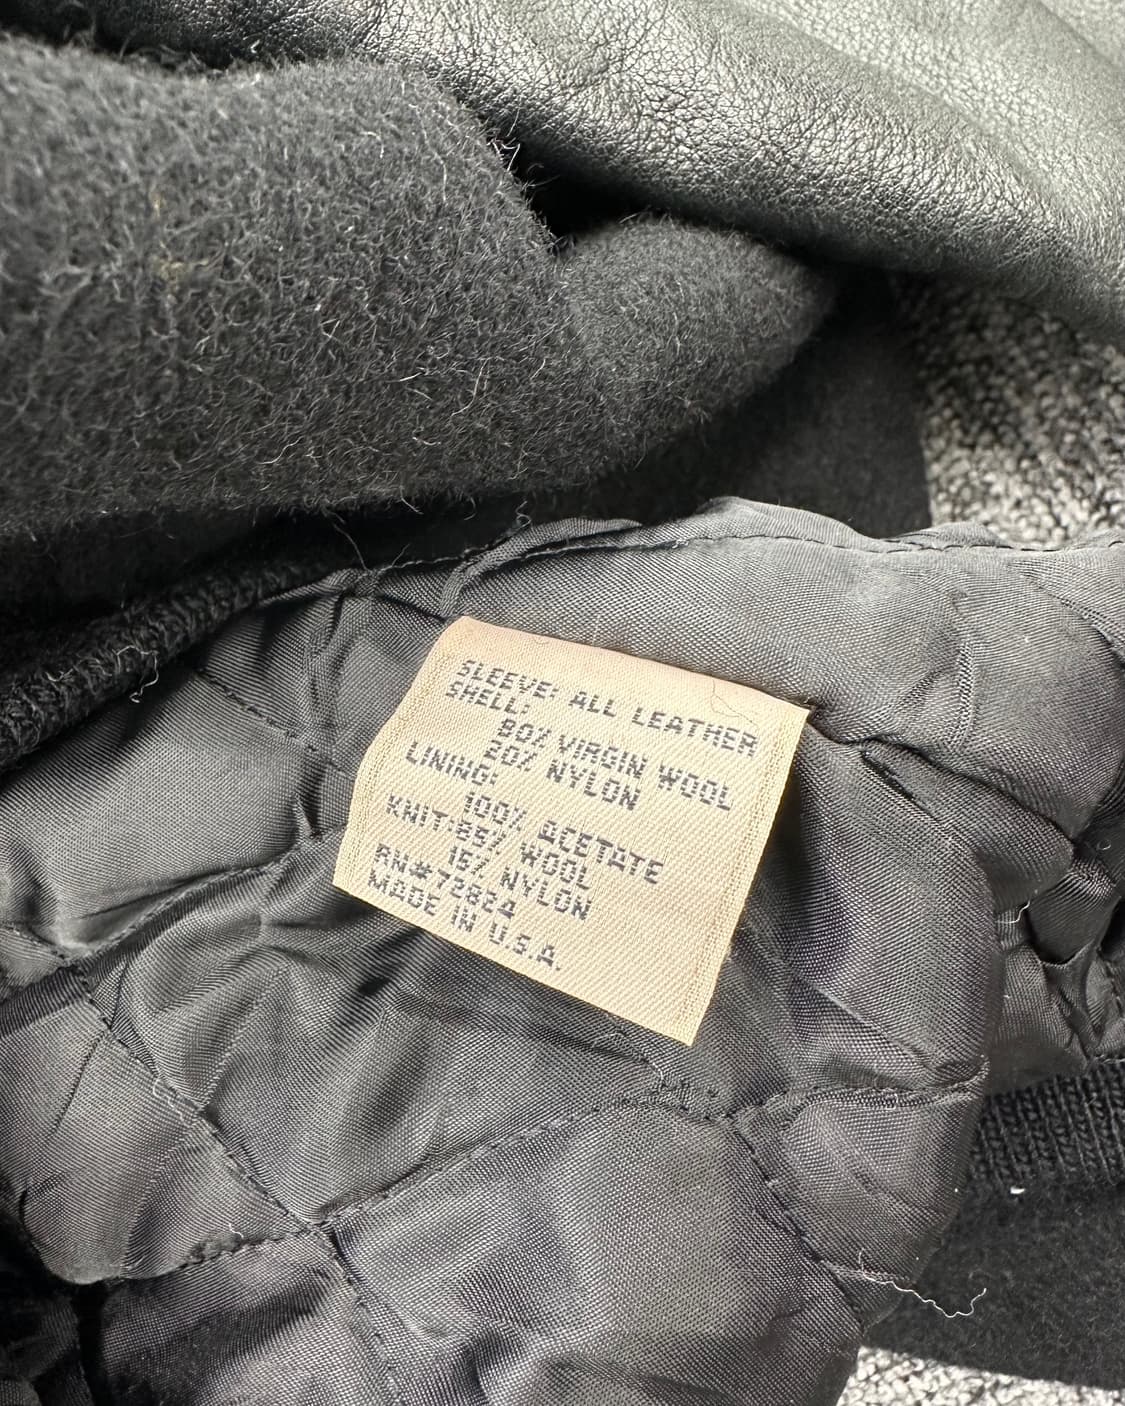 SLEEVE: ALL LEATHER
SHELL:
80% VIRGIN WOOL
20% NYLON
LINING:
100% ACETATE
KNIT:85% WOOL
15% NYLON
RN#72824
MADE IN U.S.A.